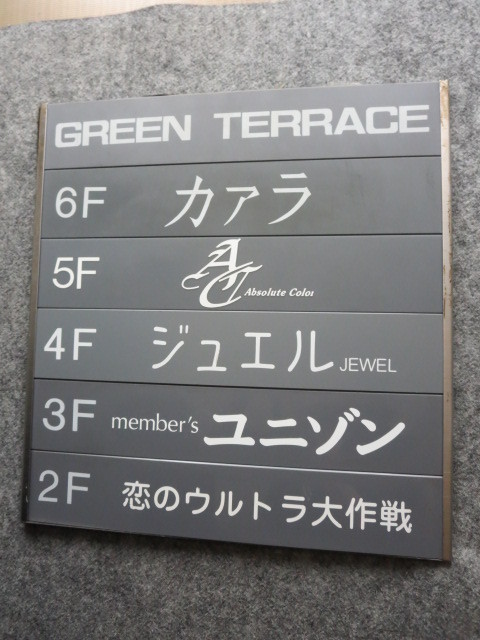 GREEN TERRACE
6F カァラ
5F AC Absolute Color
4F ジュエル JEWEL
3F member's ユニゾン
2F 恋のウルトラ大作戦